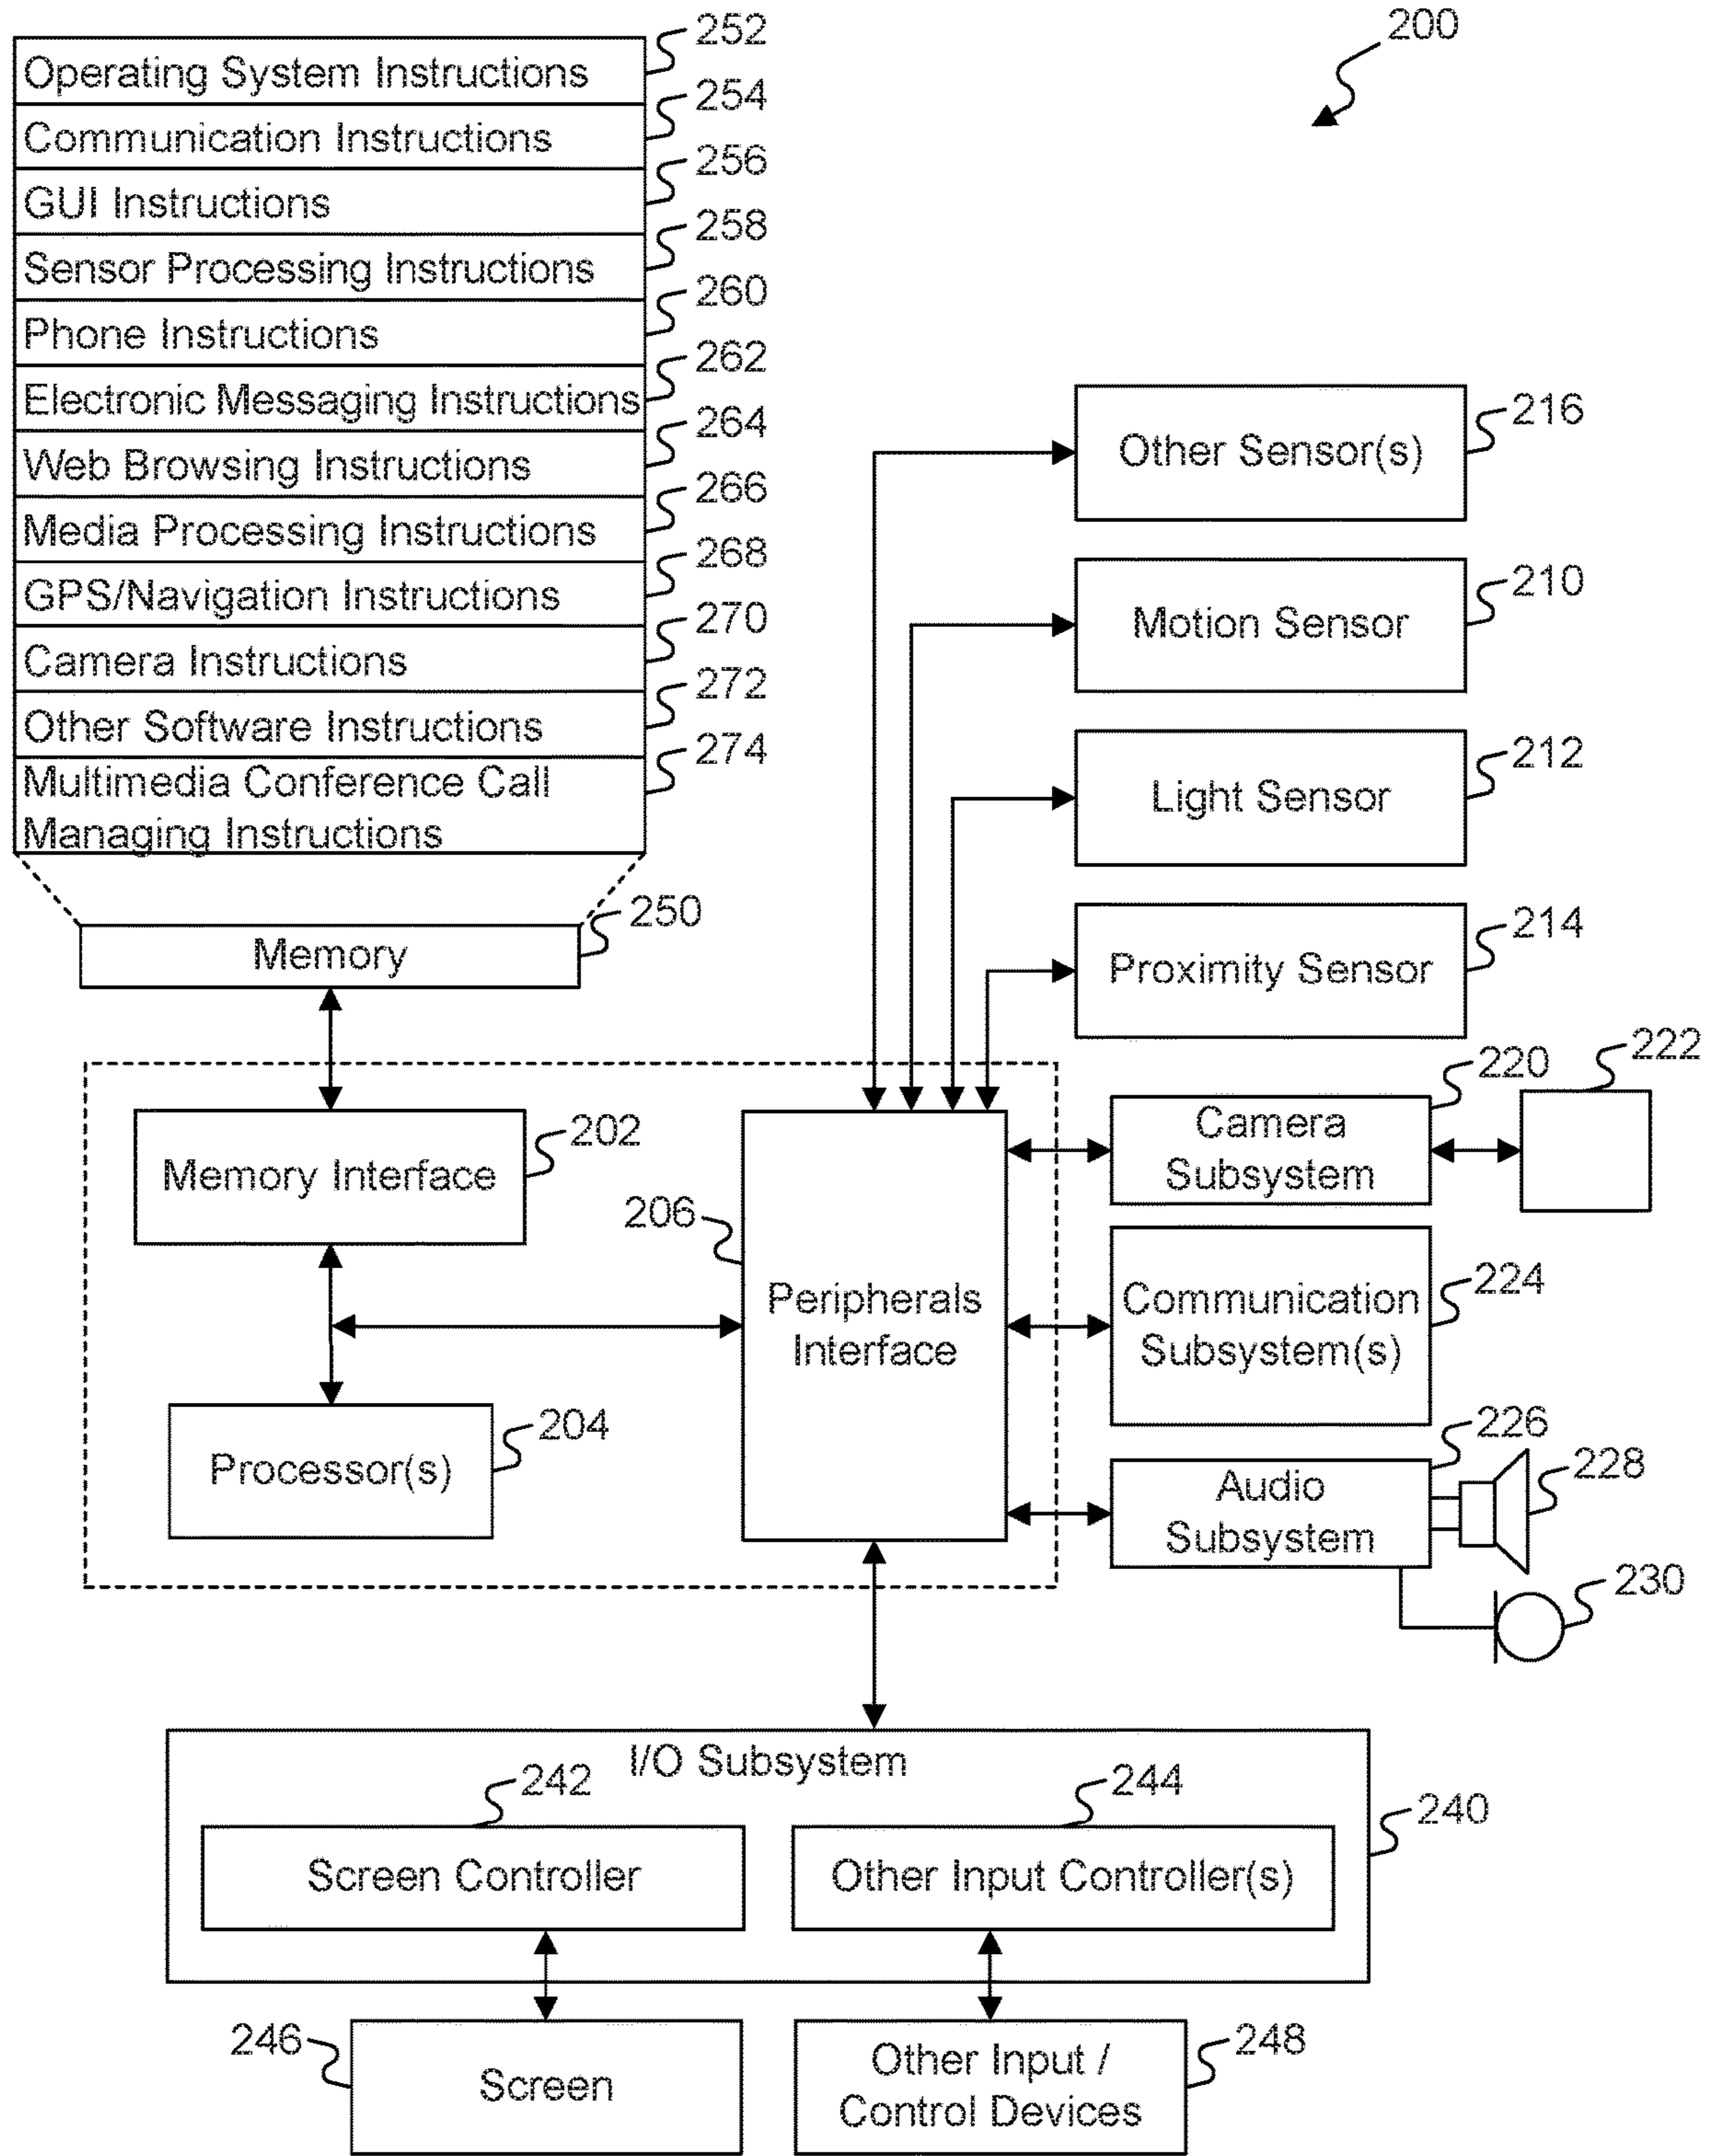 200
252
Operating System Instructions
254
Communication Instructions
256
GUI Instructions
258
Sensor Processing Instructions
260
Phone Instructions
262
Electronic Messaging Instructions
264
Web Browsing Instructions
266
Media Processing Instructions
268
GPS/Navigation Instructions
270
Camera Instructions
272
Other Software Instructions
274
Multimedia Conference Call
Managing Instructions
250
Memory
216
Other Sensor(s)
210
Motion Sensor
212
Light Sensor
214
Proximity Sensor
202
Memory Interface
204
Processor(s)
206
Peripherals
Interface
220
Camera
Subsystem
222
224
Communication
Subsystem(s)
226
Audio
Subsystem
228
230
I/O Subsystem
240
242
Screen Controller
244
Other Input Controller(s)
246
Screen
248
Other Input /
Control Devices